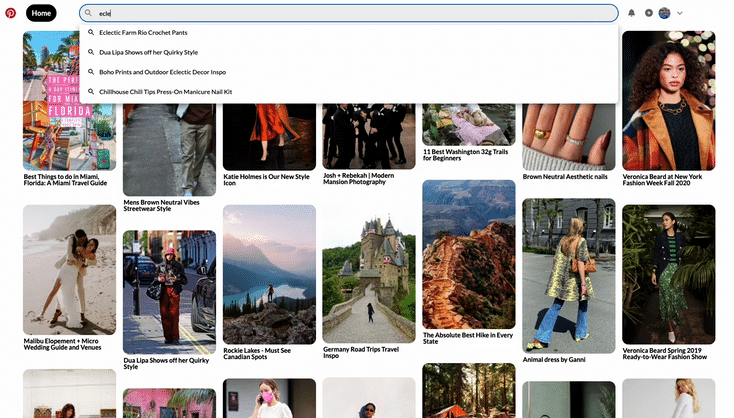 Home
ecle
Eclectic Farm Rio Crochet Pants
Dua Lipa Shows off her Quirky Style
Boho Prints and Outdoor Eclectic Decor Inspo
Chillhouse Chill Tips Press-On Manicure Nail Kit
THE PERF
A DAY
FOR MIA
FLORIDA
Best Things to do in Miami,
Florida: A Miami Travel Guide
Mens Brown Neutral Vibes
Streetwear Style
Katie Holmes is Our New Style
Icon
Josh + Rebekah | Modern
Mansion Photography
11 Best Washington 32g Trails
for Beginners
Brown Neutral Aesthetic nails
Veronica Beard at New York
Fashion Week Fall 2020
Malibu Elopement + Micro
Wedding Guide and Venues
Dua Lipa Shows off her Quirky
Style
Rockie Lakes - Must See
Canadian Spots
Germany Road Trips Travel
Inspo
The Absolute Best Hike in Every
State
Animal dress by Ganni
Veronica Beard Spring 2019
Ready-to-Wear Fashion Show